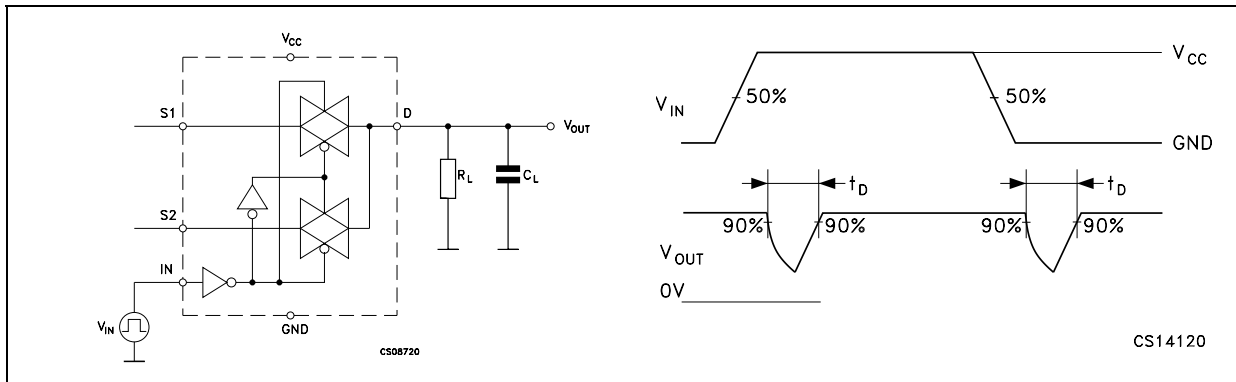 VCC
S1
D
VOUT
RL
CL
S2
IN
VIN
GND
CS08720
VIN
50%
50%
VCC
GND
tD
tD
90%
90%
90%
90%
VOUT
0V
CS14120